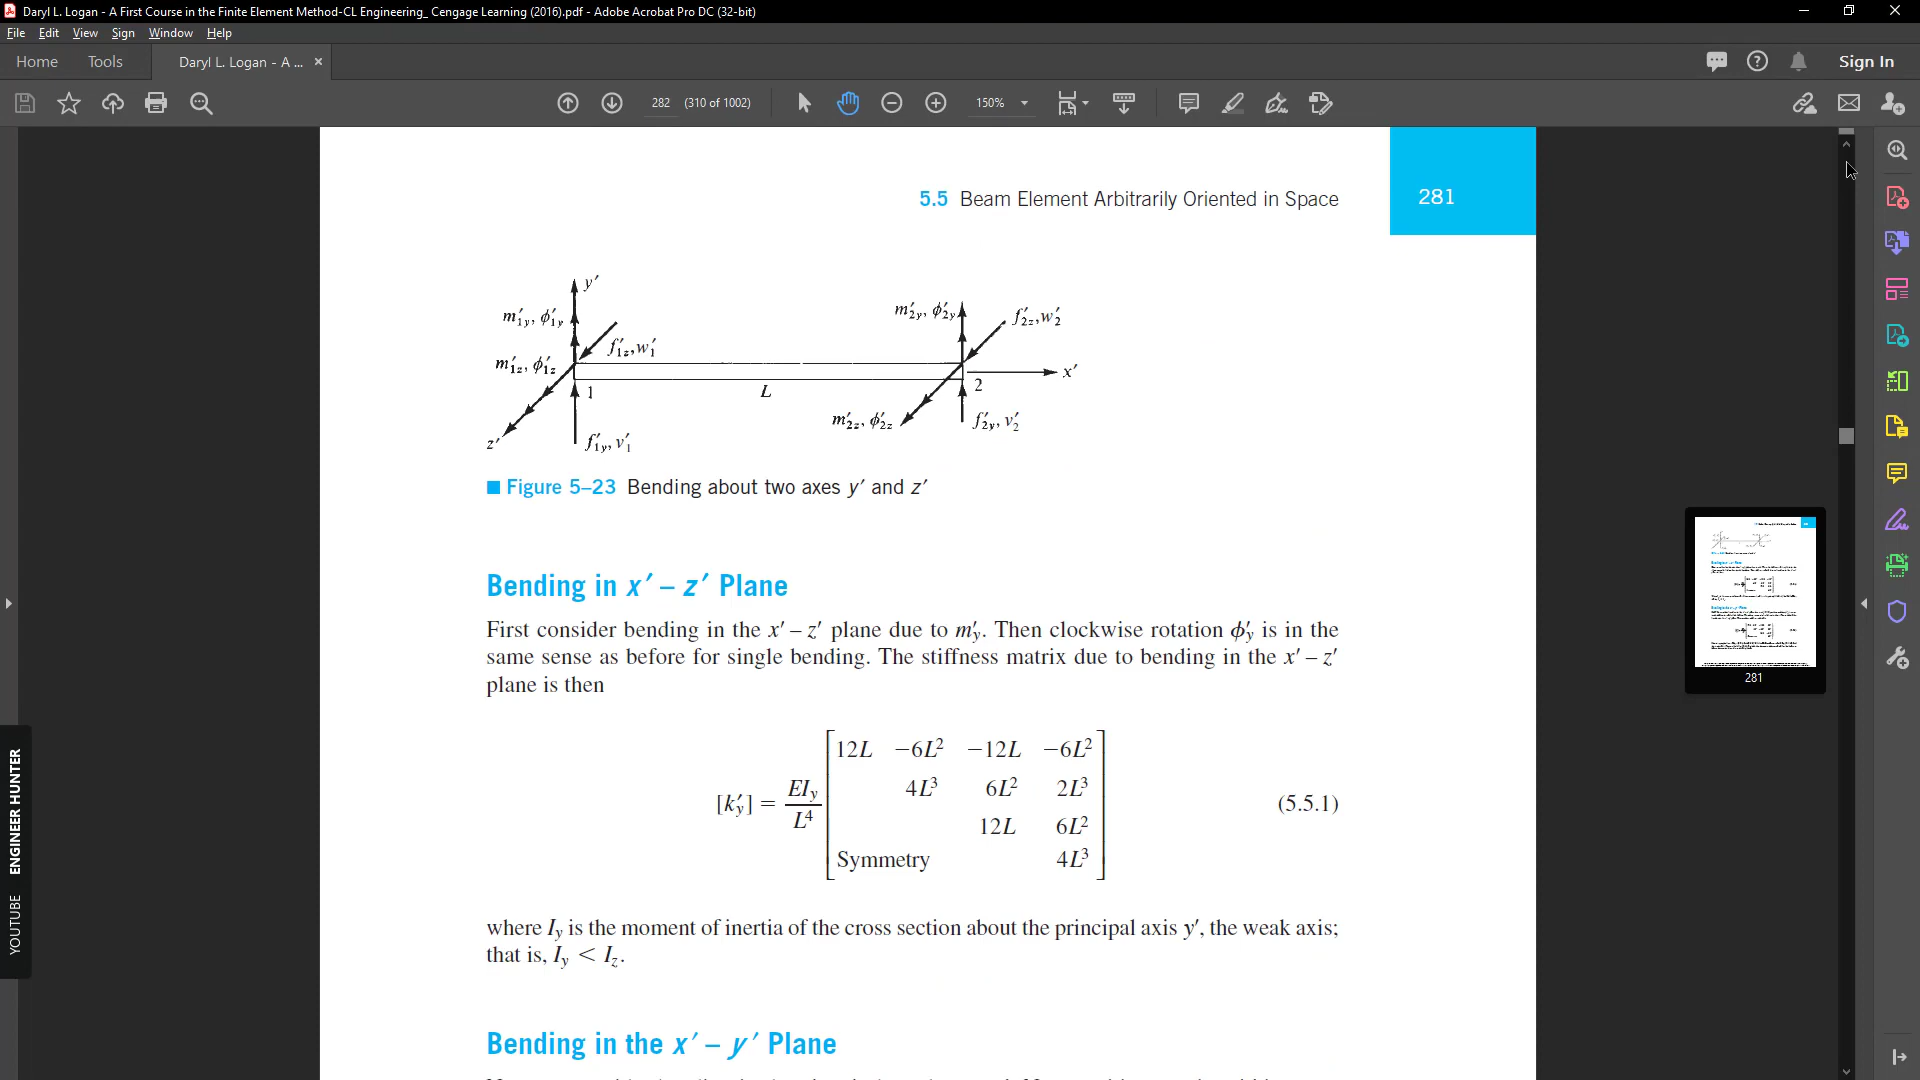 Daryl L. Logan - A First Course in the Finite Element Method-CL Engineering_ Cengage Learning (2016).pdf - Adobe Acrobat Pro DC (32-bit)
File Edit View Sign Window Help
Home Tools Daryl L. Logan - A ... × Sign In
282 (310 of 1002) 150%
5.5 Beam Element Arbitrarily Oriented in Space 281
y′
m′1y, ϕ′1y
m′2y, ϕ′2y
f′2z, w′2
f′1z, w′1
m′1z, ϕ′1z
x′
1
L
2
m′2z, ϕ′2z
f′2y, v′2
z′
f′1y, v′1
Figure 5–23 Bending about two axes y′ and z′
Bending in x′ – z′ Plane
First consider bending in the x′ – z′ plane due to m′y. Then clockwise rotation ϕ′y is in the
same sense as before for single bending. The stiffness matrix due to bending in the x′ – z′
plane is then
12L −6L² −12L −6L²
4L³ 6L² 2L³
[k′y] = EIy/L⁴ (5.5.1)
12L 6L²
Symmetry 4L³
where Iy is the moment of inertia of the cross section about the principal axis y′, the weak axis;
that is, Iy < Iz.
Bending in the x′ – y′ Plane
281
YOUTUBE ENGINEER HUNTER